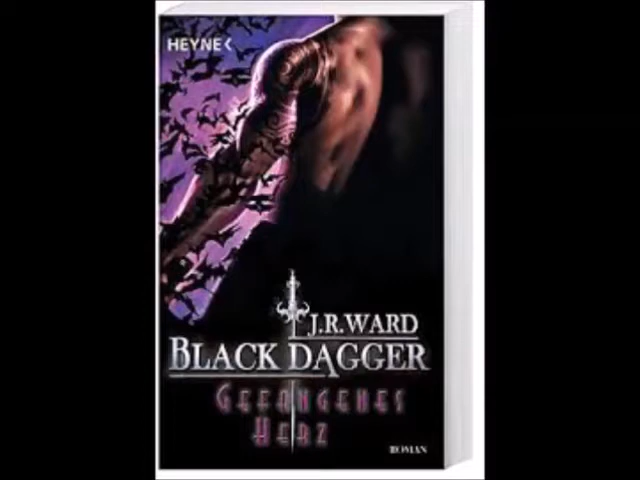 HEYNE<
J.R.WARD
BLACK DAGGER
GEFANGENES
HERZ
ROMAN